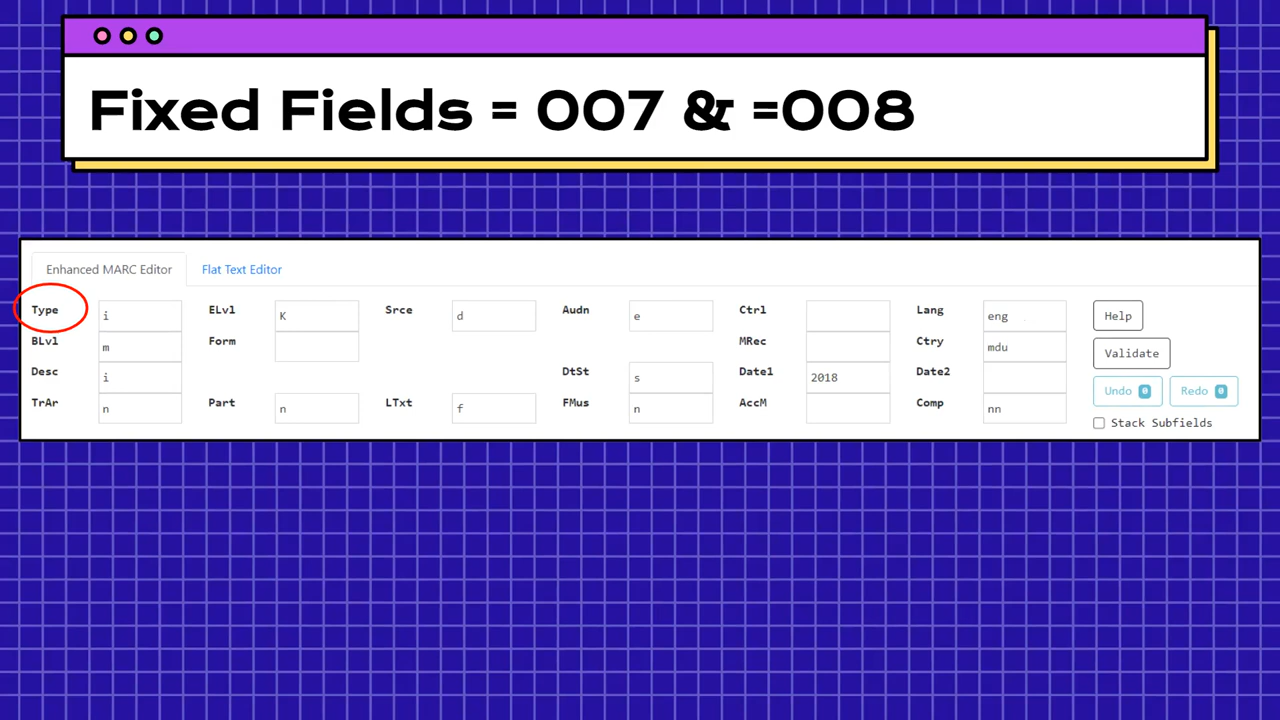 Fixed Fields = 007 & =008
Enhanced MARC Editor Flat Text Editor
Type i ELvl K Srce d Audn e Ctrl Lang eng Help
BLvl m Form MRec Ctry mdu Validate
Desc i DtSt s Date1 2018 Date2 Undo 0 Redo 0
TrAr n Part n LTxt f FMus n AccM Comp nn
Stack Subfields